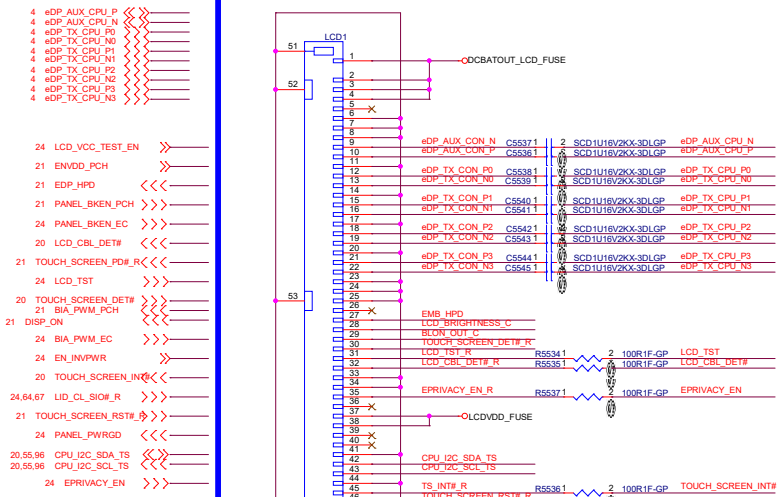 4 eDP_AUX_CPU_P
4 eDP_AUX_CPU_N
4 eDP_TX_CPU_P0
4 eDP_TX_CPU_N0
4 eDP_TX_CPU_P1
4 eDP_TX_CPU_N1
4 eDP_TX_CPU_P2
4 eDP_TX_CPU_N2
4 eDP_TX_CPU_P3
4 eDP_TX_CPU_N3
24 LCD_VCC_TEST_EN
21 ENVDD_PCH
21 EDP_HPD
21 PANEL_BKEN_PCH
24 PANEL_BKEN_EC
20 LCD_CBL_DET#
21 TOUCH_SCREEN_PD#_R
24 LCD_TST
20 TOUCH_SCREEN_DET#
21 BIA_PWM_PCH
21 DISP_ON
24 BIA_PWM_EC
24 EN_INVPWR
20 TOUCH_SCREEN_INT#
24,64,67 LID_CL_SIO#_R
21 TOUCH_SCREEN_RST#_R
24 PANEL_PWRGD
20,55,96 CPU_I2C_SDA_TS
20,55,96 CPU_I2C_SCL_TS
24 EPRIVACY_EN
LCD1
51
52
53
1 DCBATOUT_LCD_FUSE
2
3
4
5
6
7
8
9 eDP_AUX_CON_N C5537 1 2 SCD1U16V2KX-3DLGP eDP_AUX_CPU_N
10 eDP_AUX_CON_P C5536 1 SCD1U16V2KX-3DLGP eDP_AUX_CPU_P
11
12 eDP_TX_CON_P0 C5538 1 SCD1U16V2KX-3DLGP eDP_TX_CPU_P0
13 eDP_TX_CON_N0 C5539 1 SCD1U16V2KX-3DLGP eDP_TX_CPU_N0
14
15 eDP_TX_CON_P1 C5540 1 SCD1U16V2KX-3DLGP eDP_TX_CPU_P1
16 eDP_TX_CON_N1 C5541 1 SCD1U16V2KX-3DLGP eDP_TX_CPU_N1
17
18 eDP_TX_CON_P2 C5542 1 SCD1U16V2KX-3DLGP eDP_TX_CPU_P2
19 eDP_TX_CON_N2 C5543 1 SCD1U16V2KX-3DLGP eDP_TX_CPU_N2
20
21 eDP_TX_CON_P3 C5544 1 SCD1U16V2KX-3DLGP eDP_TX_CPU_P3
22 eDP_TX_CON_N3 C5545 1 SCD1U16V2KX-3DLGP eDP_TX_CPU_N3
23
24
25
26
27 EMB_HPD
28 LCD_BRIGHTNESS_C
29 BLON_OUT_C
30 TOUCH_SCREEN_DET#_R
31 LCD_TST_R R5534 1 2 100R1F-GP LCD_TST
32 LCD_CBL_DET#_R R5535 1 100R1F-GP LCD_CBL_DET#
33
34
35 EPRIVACY_EN_R R5537 1 2 100R1F-GP EPRIVACY_EN
36
37 LCDVDD_FUSE
38
39
40
41
42 CPU_I2C_SDA_TS
43 CPU_I2C_SCL_TS
44
45 TS_INT#_R R5536 1 2 100R1F-GP TOUCH_SCREEN_INT#
46 TOUCH_SCREEN_RST#_R